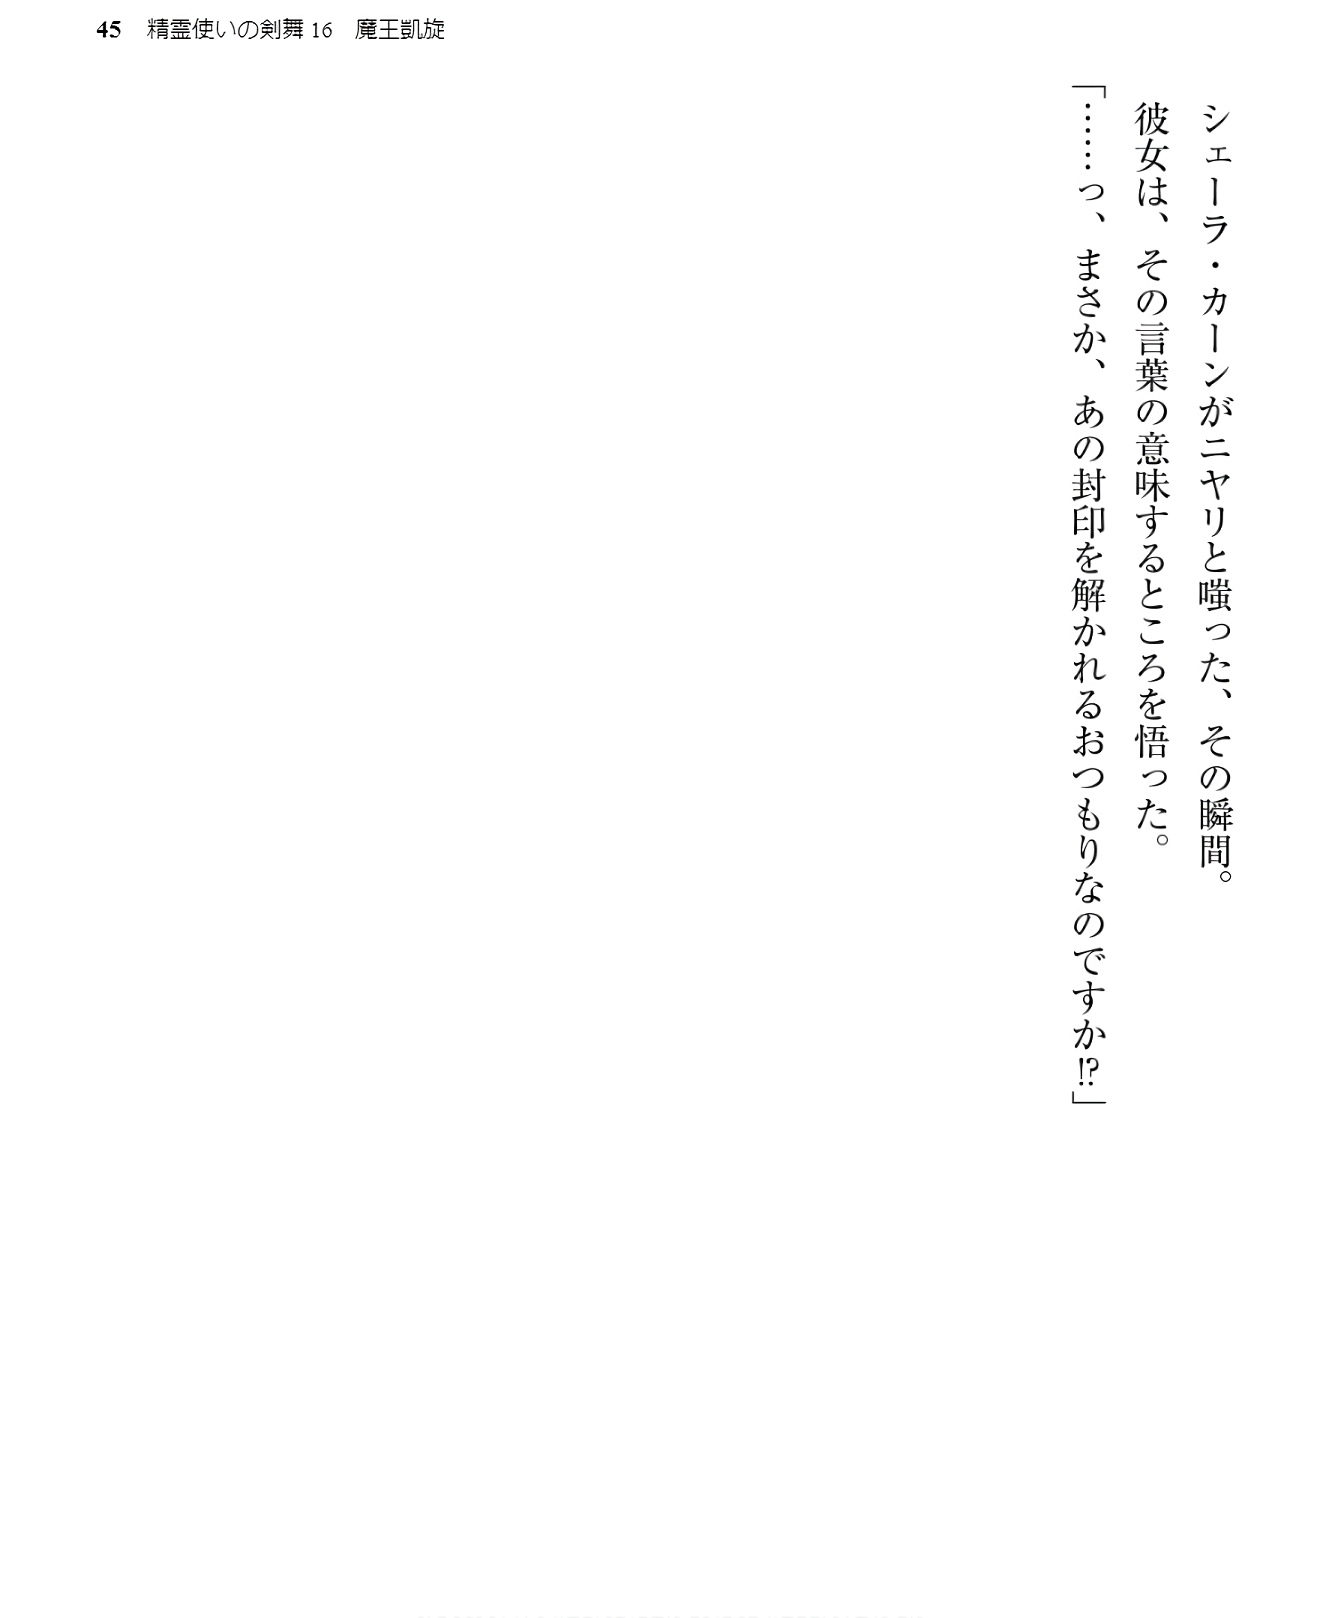 45 精霊使いの剣舞16 魔王凱旋
シェーラ・カーンがニヤリと嗤った、その瞬間。
彼女は、その言葉の意味するところを悟った。
「……っ、まさか、あの封印を解かれるおつもりなのですか!?」